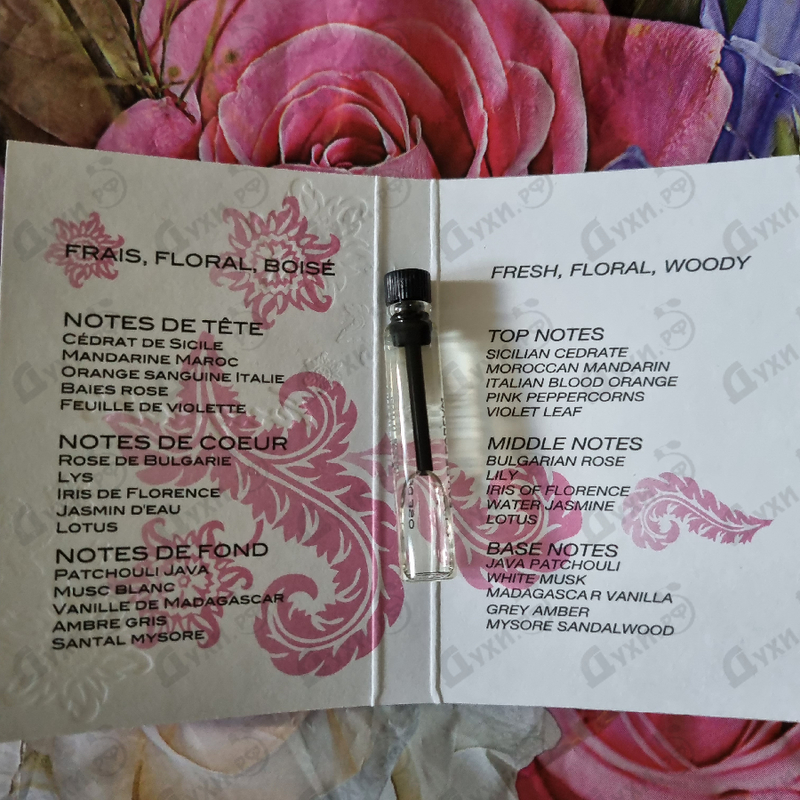 FRAIS, FLORAL, BOISÉ
NOTES DE TÊTE
CÉDRAT DE SICILE
MANDARINE MAROC
ORANGE SANGUINE ITALIE
BAIES ROSE
FEUILLE DE VIOLETTE
NOTES DE COEUR
ROSE DE BULGARIE
LYS
IRIS DE FLORENCE
JASMIN D'EAU
LOTUS
NOTES DE FOND
PATCHOULI JAVA
MUSC BLANC
VANILLE DE MADAGASCAR
AMBRE GRIS
SANTAL MYSORE
FRESH, FLORAL, WOODY
TOP NOTES
SICILIAN CEDRATE
MOROCCAN MANDARIN
ITALIAN BLOOD ORANGE
PINK PEPPERCORNS
VIOLET LEAF
MIDDLE NOTES
BULGARIAN ROSE
LILY
IRIS OF FLORENCE
WATER JASMINE
LOTUS
BASE NOTES
JAVA PATCHOULI
WHITE MUSK
MADAGASCAR VANILLA
GREY AMBER
MYSORE SANDALWOOD
Духи.рф